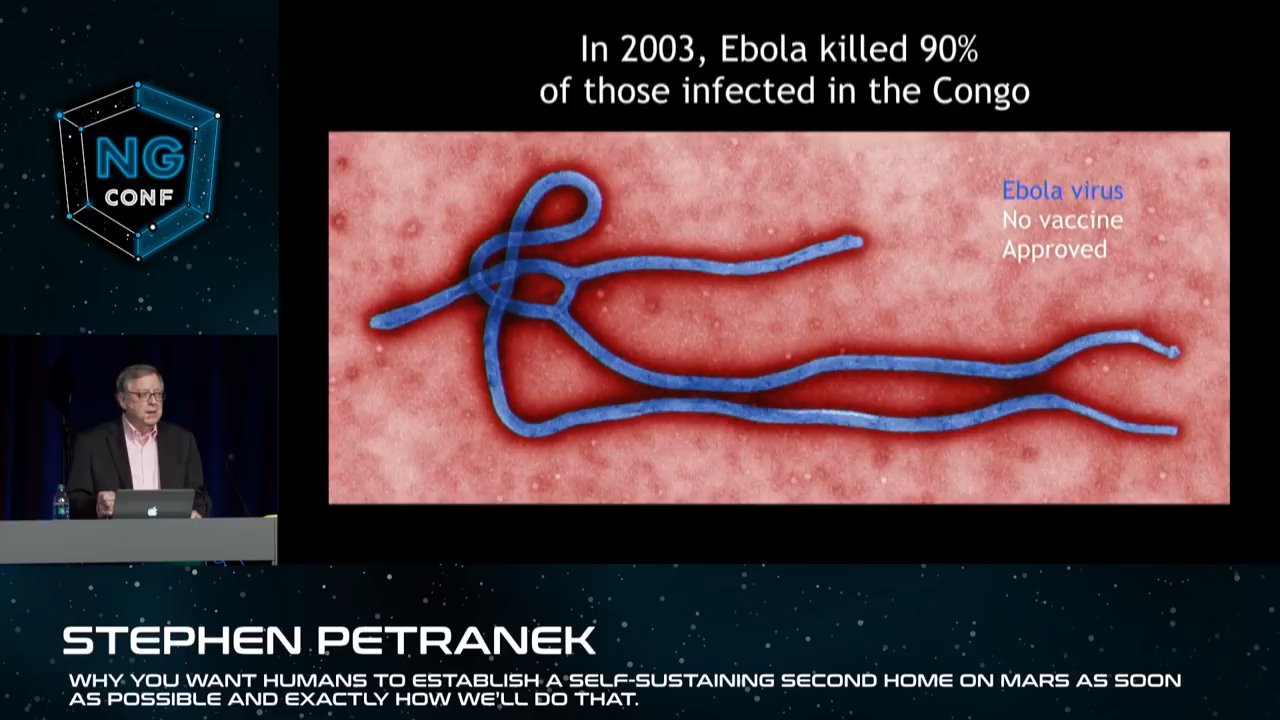 NG
CONF
In 2003, Ebola killed 90%
of those infected in the Congo
Ebola virus
No vaccine
Approved
STEPHEN PETRANEK
WHY YOU WANT HUMANS TO ESTABLISH A SELF-SUSTAINING SECOND HOME ON MARS AS SOON
AS POSSIBLE AND EXACTLY HOW WE'LL DO THAT.